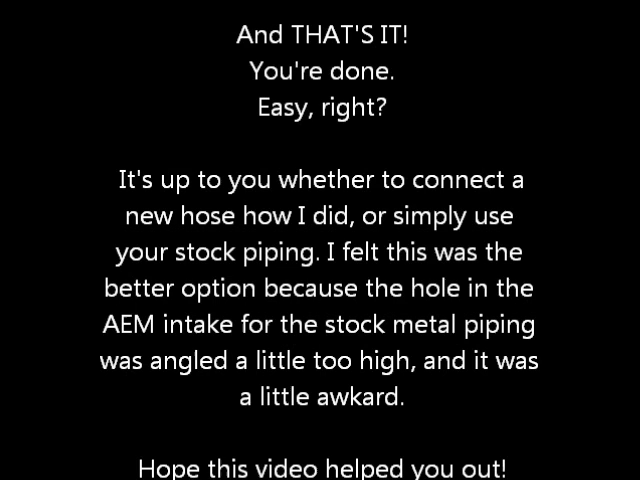 And THAT'S IT!
You're done.
Easy, right?
It's up to you whether to connect a
new hose how I did, or simply use
your stock piping. I felt this was the
better option because the hole in the
AEM intake for the stock metal piping
was angled a little too high, and it was
a little awkard.
Hope this video helped you out!